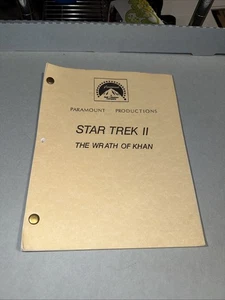 PARAMOUNT PRODUCTIONS
STAR TREK II
THE WRATH OF KHAN